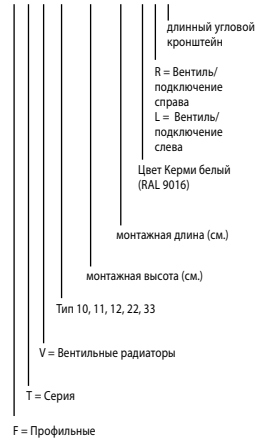 длинный угловой
кронштейн
R = Вентиль/
подключение
справа
L = Вентиль/
подключение
слева
Цвет Керми белый
(RAL 9016)
монтажная длина (см.)
монтажная высота (см.)
Тип 10, 11, 12, 22, 33
V = Вентильные радиаторы
T = Серия
F = Профильные